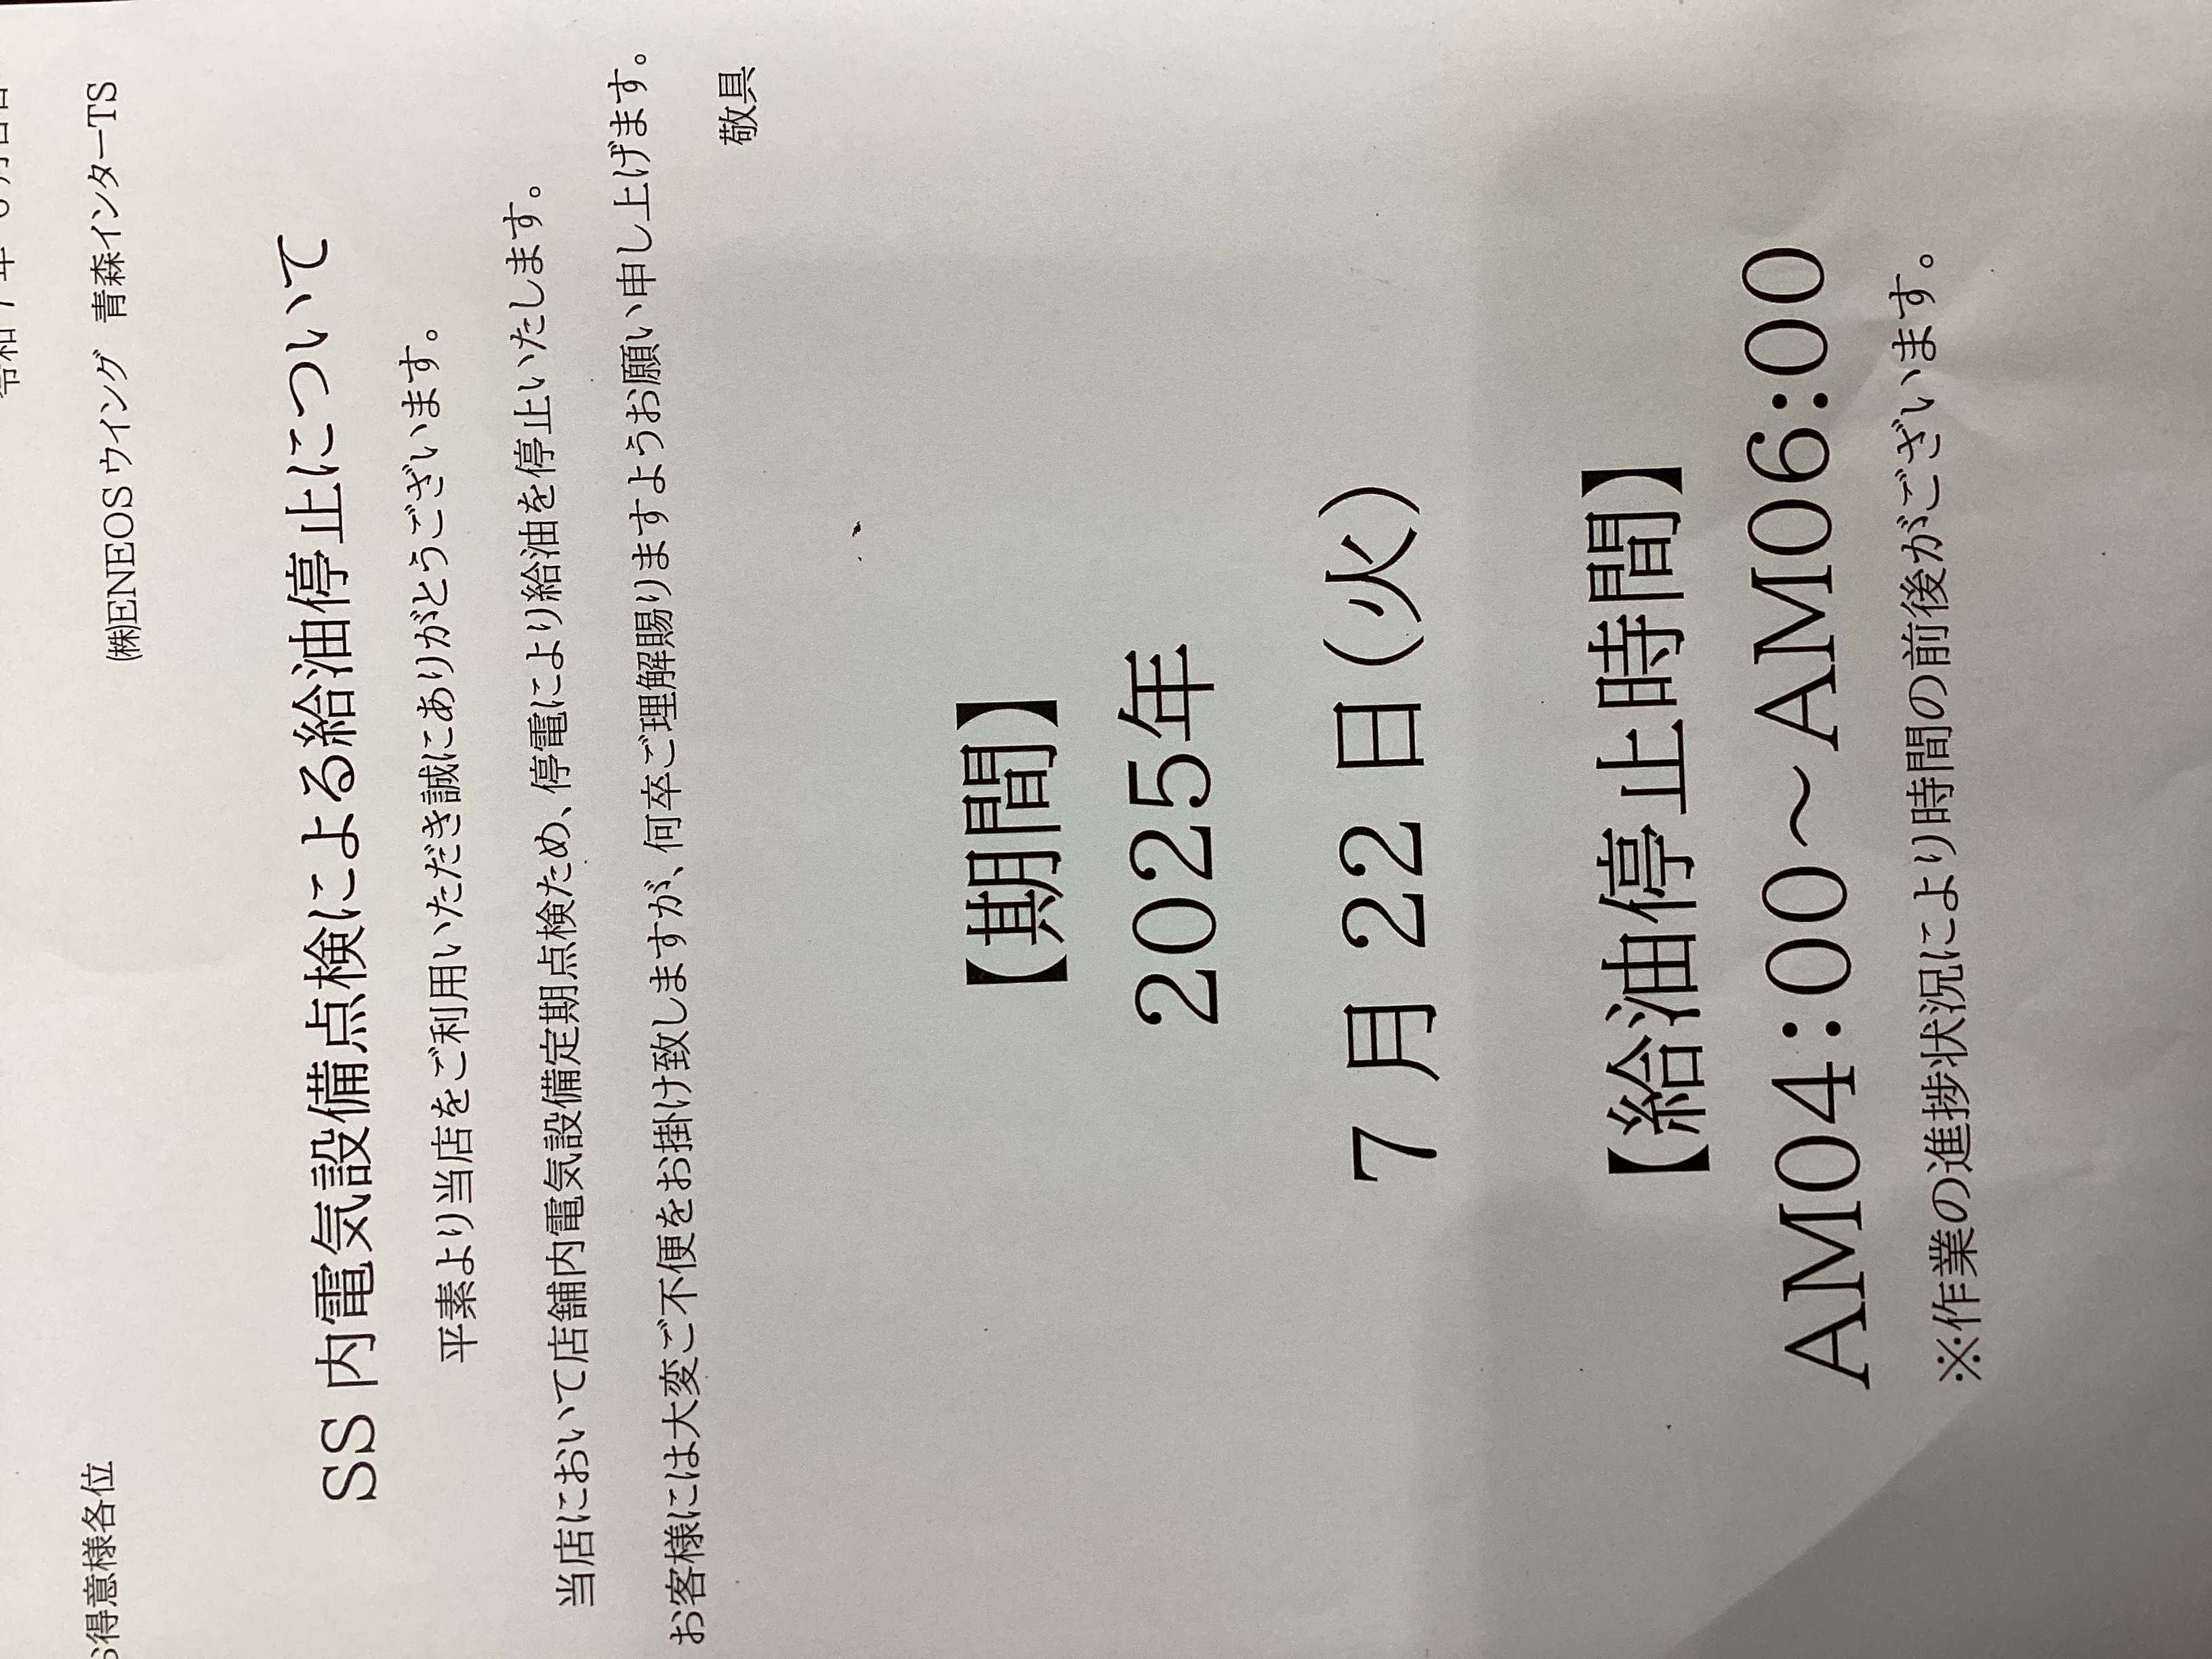 お得意様各位
㈱ENEOSウイング 青森インターTS
SS内電気設備点検による給油停止について
平素より当店をご利用いただき誠にありがとうございます。
当店において店舗内電気設備定期点検ため、停電により給油を停止いたします。
お客様には大変ご不便をお掛け致しますが、何卒ご理解賜りますようお願い申し上げます。
敬具
【期間】
2025年
7月22日(火)
【給油停止時間】
AM04:00~AM06:00
※作業の進捗状況により時間の前後がございます。